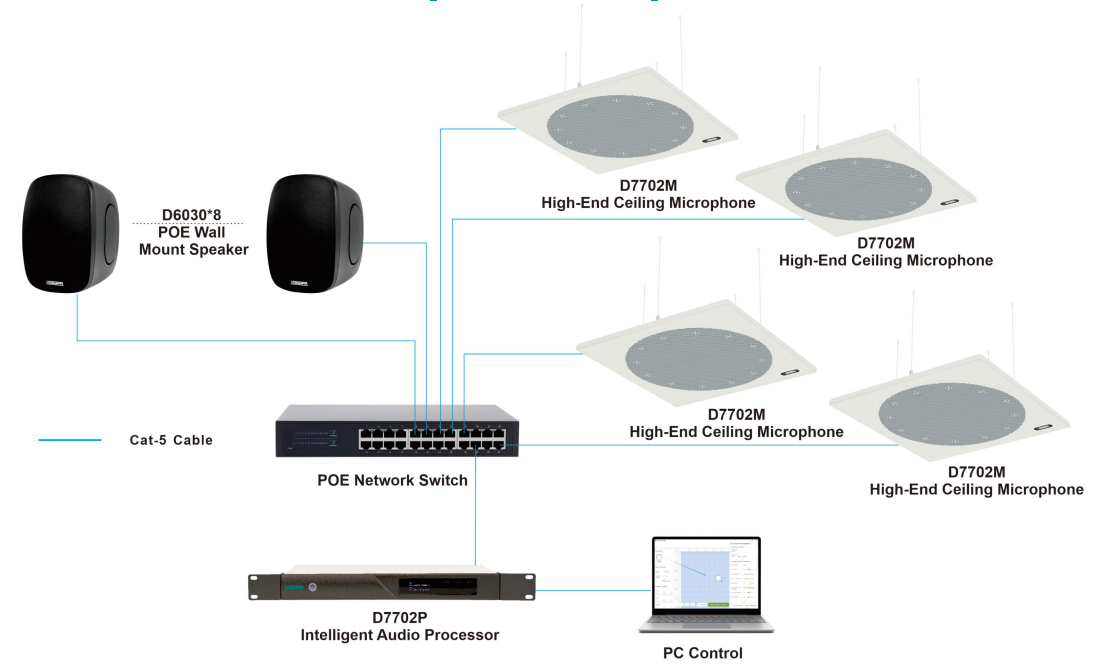 D7702M
High-End Ceiling Microphone
D6030*8
POE Wall
Mount Speaker
D7702M
High-End Ceiling Microphone
D7702M
High-End Ceiling Microphone
Cat-5 Cable
POE Network Switch
D7702M
High-End Ceiling Microphone
D7702P
Intelligent Audio Processor
PC Control